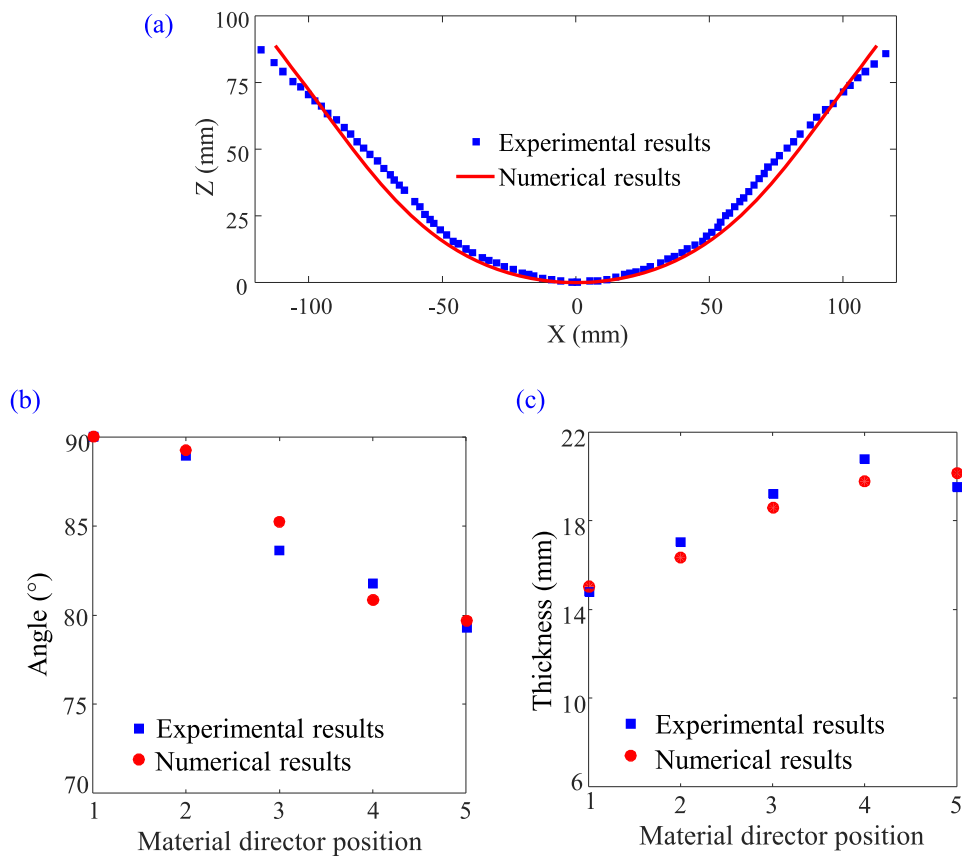 (a)
100
75
50
25
0
Z (mm)
Experimental results
Numerical results
-100 -50 0 50 100
X (mm)
(b)
90
85
80
75
70
Angle (°)
Experimental results
Numerical results
1 2 3 4 5
Material director position
(c)
22
18
14
10
6
Thickness (mm)
Experimental results
Numerical results
1 2 3 4 5
Material director position